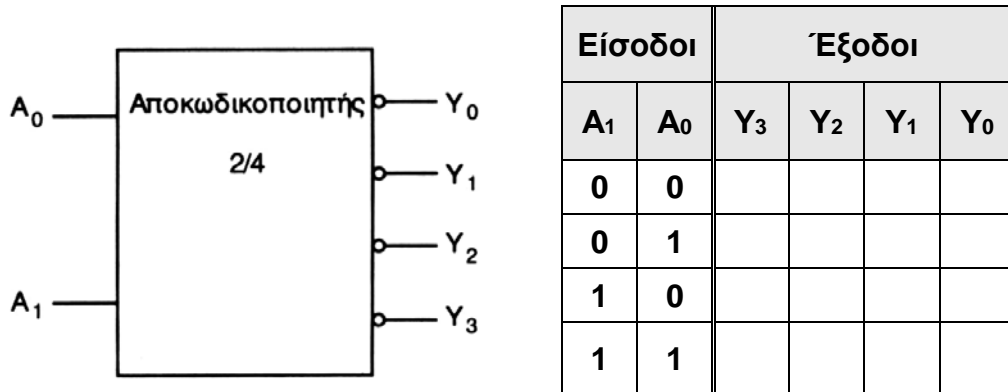 Αποκωδικοποιητής
2/4
A0
A1
Y0
Y1
Y2
Y3
Είσοδοι Έξοδοι
A1 A0 Y3 Y2 Y1 Y0
0 0
0 1
1 0
1 1